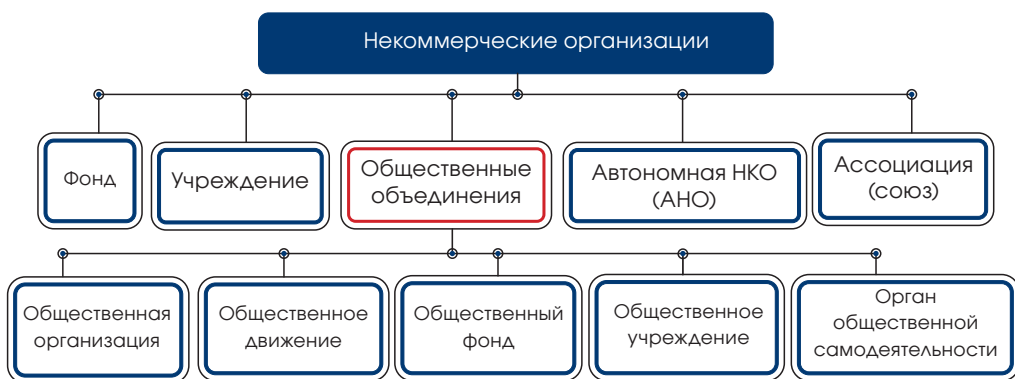 Некоммерческие организации
Фонд
Учреждение
Общественные
объединения
Автономная НКО
(АНО)
Ассоциация
(союз)
Общественная
организация
Общественное
движение
Общественный
фонд
Общественное
учреждение
Орган
общественной
самодеятельности